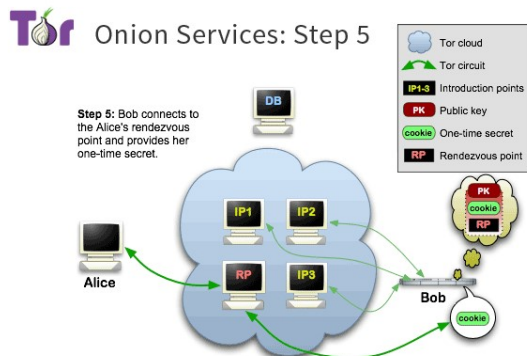 Tor Onion Services: Step 5
Step 5: Bob connects to
the Alice's rendezvous
point and provides her
one-time secret.
DB
Tor cloud
Tor circuit
IP1-3 Introduction points
PK Public key
cookie One-time secret
RP Rendezvous point
IP1 IP2
RP IP3
Alice
PK
cookie
RP
Bob
cookie